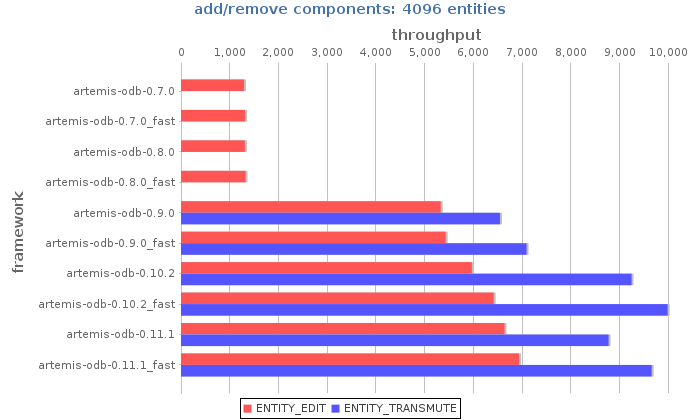 add/remove components: 4096 entities
throughput
0 1,000 2,000 3,000 4,000 5,000 6,000 7,000 8,000 9,000 10,000
framework
artemis-odb-0.7.0
artemis-odb-0.7.0_fast
artemis-odb-0.8.0
artemis-odb-0.8.0_fast
artemis-odb-0.9.0
artemis-odb-0.9.0_fast
artemis-odb-0.10.2
artemis-odb-0.10.2_fast
artemis-odb-0.11.1
artemis-odb-0.11.1_fast
ENTITY_EDIT ENTITY_TRANSMUTE